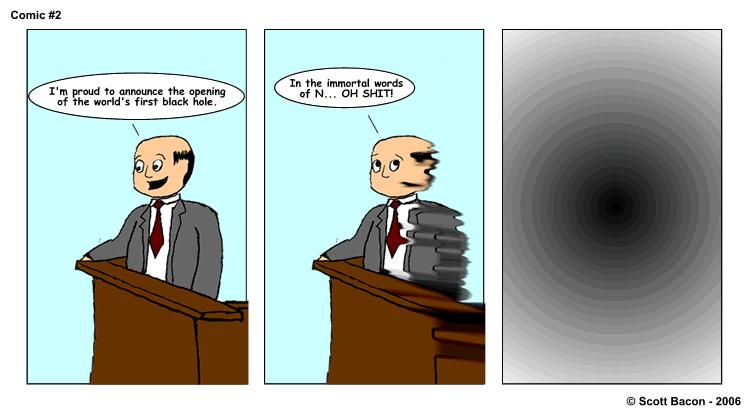 Comic #2
I'm proud to announce the opening
of the world's first black hole.
In the immortal words
of N... OH SHIT!
© Scott Bacon - 2006